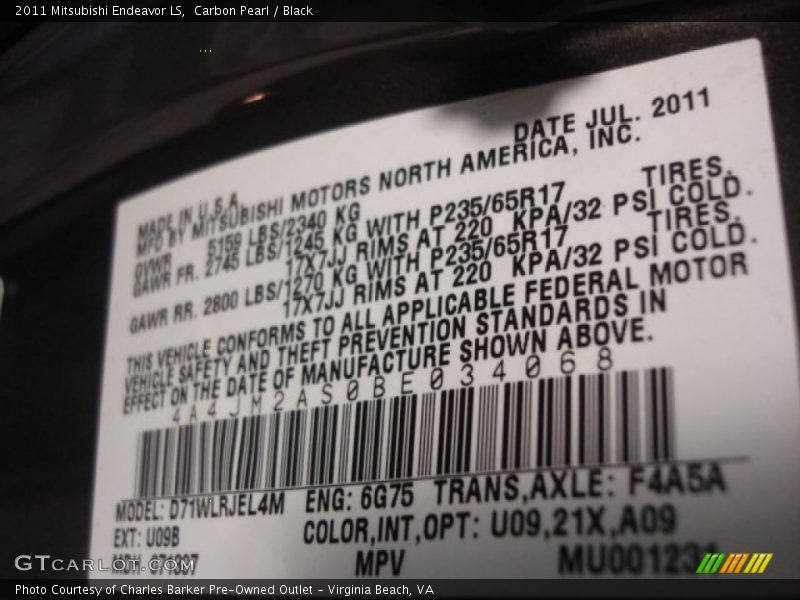 2011 Mitsubishi Endeavor LS, Carbon Pearl / Black
DATE JUL. 2011
MADE IN U.S.A.
MFD BY MITSUBISHI MOTORS NORTH AMERICA, INC.
GVWR 5159 LBS/2340 KG
GAWR FR. 2745 LBS/1245 KG WITH P235/65R17 TIRES,
17X7JJ RIMS AT 220 KPA/32 PSI COLD.
GAWR RR. 2800 LBS/1270 KG WITH P235/65R17 TIRES,
17X7JJ RIMS AT 220 KPA/32 PSI COLD.
THIS VEHICLE CONFORMS TO ALL APPLICABLE FEDERAL MOTOR
VEHICLE SAFETY AND THEFT PREVENTION STANDARDS IN
EFFECT ON THE DATE OF MANUFACTURE SHOWN ABOVE.
4A4JM2AS0BE034068
MODEL: D71WLRJEL4M ENG: 6G75 TRANS,AXLE: F4A5A
EXT: U09B COLOR,INT,OPT: U09,21X,A09
MPV
GTCARLOT.COM
Photo Courtesy of Charles Barker Pre-Owned Outlet - Virginia Beach, VA